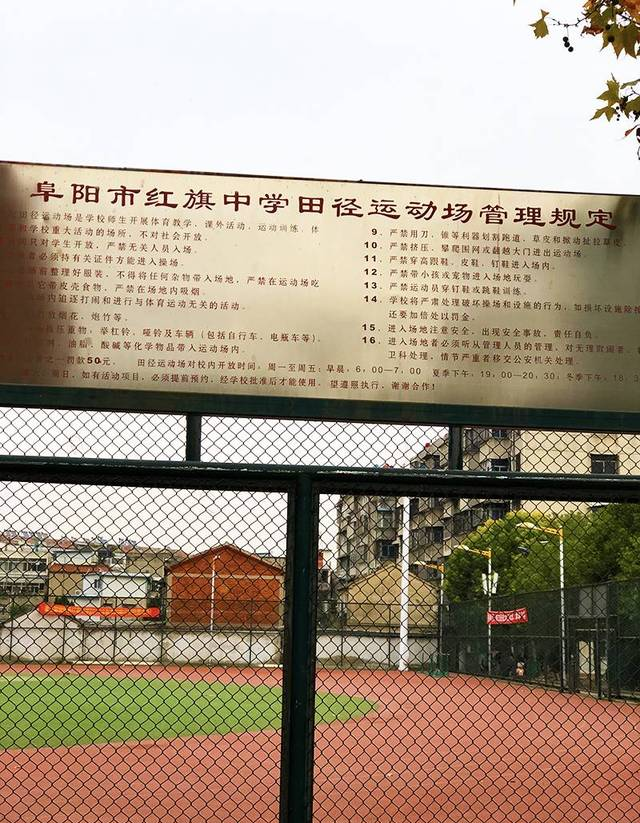 阜阳市红旗中学田径运动场管理规定
田径运动场是学校师生开展体育教学、课外活动、运动训练、体
学校重大活动的场所，不对社会开放。
只对学生开放，严禁无关人员入场。
者必须持有关证件方能进入操场。
前整理好服装，不得将任何杂物带入场地，严禁在运动场吃
它带皮壳食物，严禁在场地内吸烟。
场内追逐打闹和进行与体育运动无关的活动。
放烟花、炮竹等。
压重物，举杠铃、哑铃及车辆（包括自行车、电瓶车等）、
油脂、酸碱等化学物品带入运动场内。
之一罚款50元。 田径运动场对校内开放时间：周一至周五：早晨：6：00—7：00 夏季下午：19：00—20：30；冬季下午：18：3
假日，如有活动项目，必须提前预约，经学校批准后才能使用，望遵照执行，谢谢合作！
9、严禁用刀、锥等利器划割跑道、草皮和掀动扯拉草皮。
10、严禁挤压、攀爬围网或翻越大门进出运动场。
11、严禁穿高跟鞋、皮鞋、钉鞋进入场内。
12、严禁带小孩或宠物进入场地玩耍。
13、严禁运动员穿钉鞋或跳鞋训练。
14、学校将严肃处理破坏操场和设施的行为，如损坏设施除按
还要加倍处以罚金。
15、进入场地注意安全，出现安全事故，责任自负。
16、进入场地者必须听从管理人员的管理，对无理取闹者，
卫科处理，情节严重者移交公安机关处理。